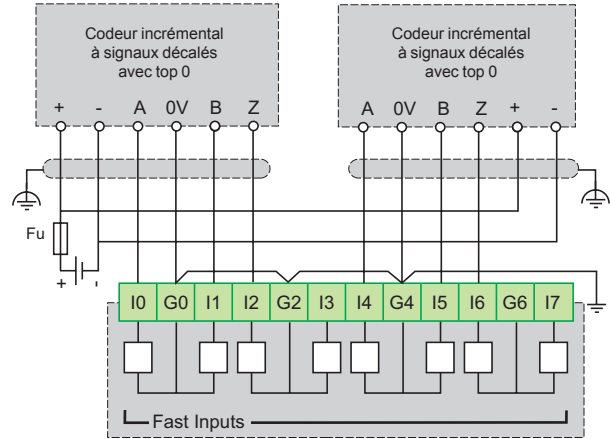 Codeur incrémental
à signaux décalés
avec top 0
+ - A 0V B Z
Codeur incrémental
à signaux décalés
avec top 0
A 0V B Z + -
Fu
+ -
I0 G0 I1 I2 G2 I3 I4 G4 I5 I6 G6 I7
Fast Inputs